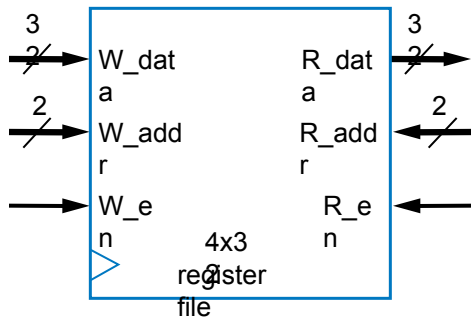 3
2
3
2
W_dat
a
R_dat
a
2
2
W_add
r
R_add
r
W_e
n
R_e
n
4x3
2
register
file